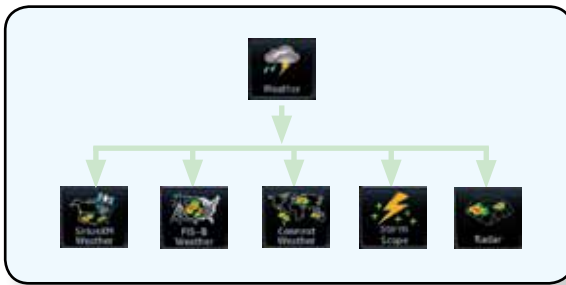 Weather
SiriusXM
Weather
FIS-B
Weather
Connext
Weather
Storm
Scope
Radar